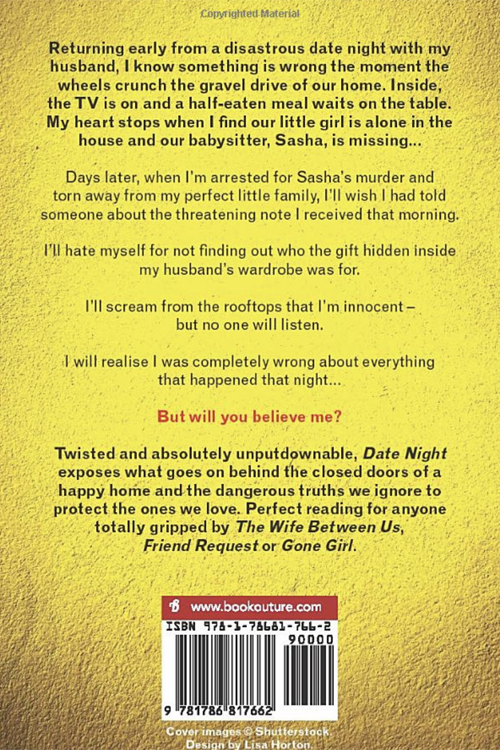 Copyrighted Material
Returning early from a disastrous date night with my
husband, I know something is wrong the moment the
wheels crunch the gravel drive of our home. Inside,
the TV is on and a half-eaten meal waits on the table.
My heart stops when I find our little girl is alone in the
house and our babysitter, Sasha, is missing...
Days later, when I'm arrested for Sasha's murder and
torn away from my perfect little family, I'll wish I had told
someone about the threatening note I received that morning.
I'll hate myself for not finding out who the gift hidden inside
my husband's wardrobe was for.
I'll scream from the rooftops that I'm innocent –
but no one will listen.
I will realise I was completely wrong about everything
that happened that night...
But will you believe me?
Twisted and absolutely unputdownable, Date Night
exposes what goes on behind the closed doors of a
happy home and the dangerous truths we ignore to
protect the ones we love. Perfect reading for anyone
totally gripped by The Wife Between Us,
Friend Request or Gone Girl.
www.bookouture.com
ISBN 978-1-78681-766-2
90000
9 781786 817662
Cover images © Shutterstock.
Design by Lisa Horton.